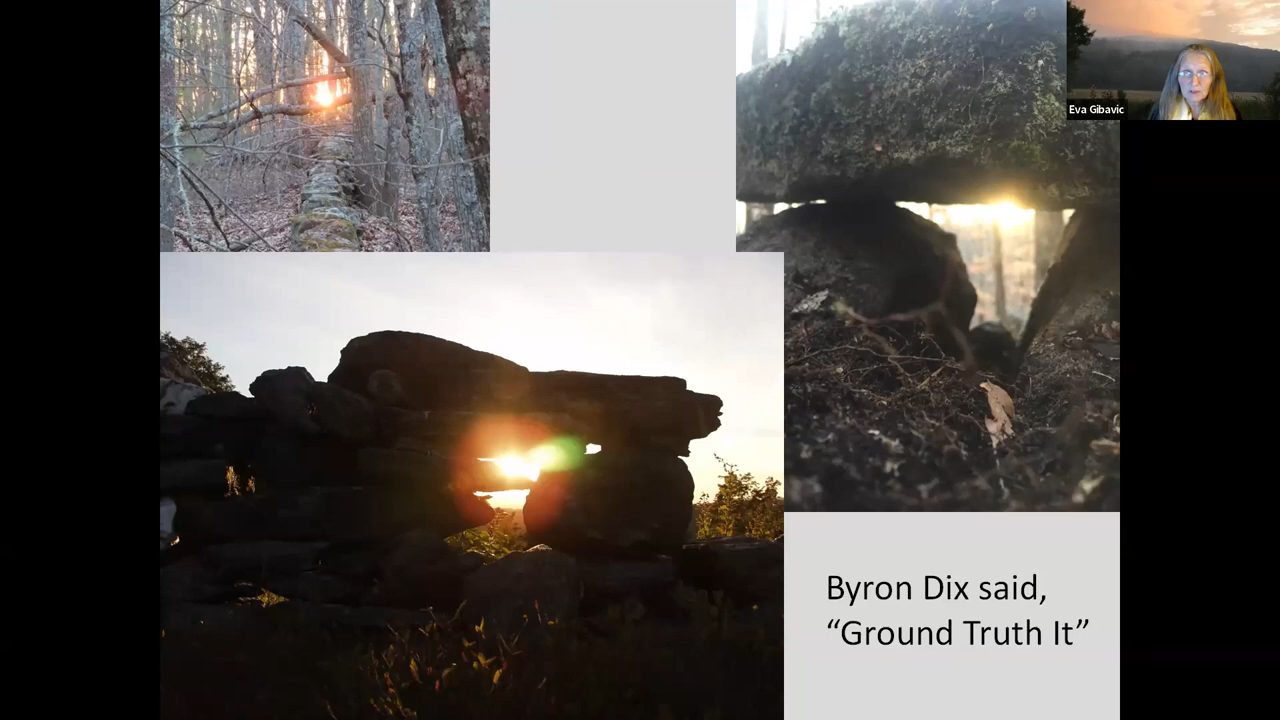 Eva Gibavic
Byron Dix said,
“Ground Truth It”